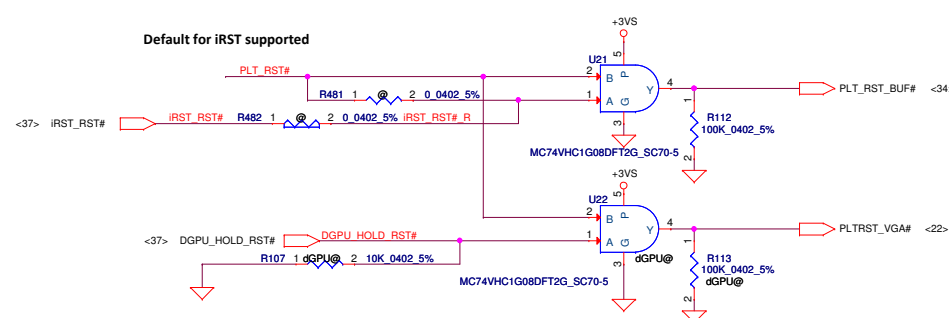 +3VS
Default for iRST supported
U21
5
PLT_RST#
2 B P
Y 4 PLT_RST_BUF# <34
R481 1 @ 2 0_0402_5%
1 A G
1
<37> iRST_RST# iRST_RST# R482 1 @ 2 0_0402_5% iRST_RST#_R
3
R112
100K_0402_5%
2
MC74VHC1G08DFT2G_SC70-5
+3VS
5
U22
2 B P
Y 4 PLTRST_VGA# <22>
<37> DGPU_HOLD_RST# DGPU_HOLD_RST#
1 A G
1
dGPU@
R107 1 dGPU@ 2 10K_0402_5%
3
R113
100K_0402_5%
dGPU@
MC74VHC1G08DFT2G_SC70-5
2